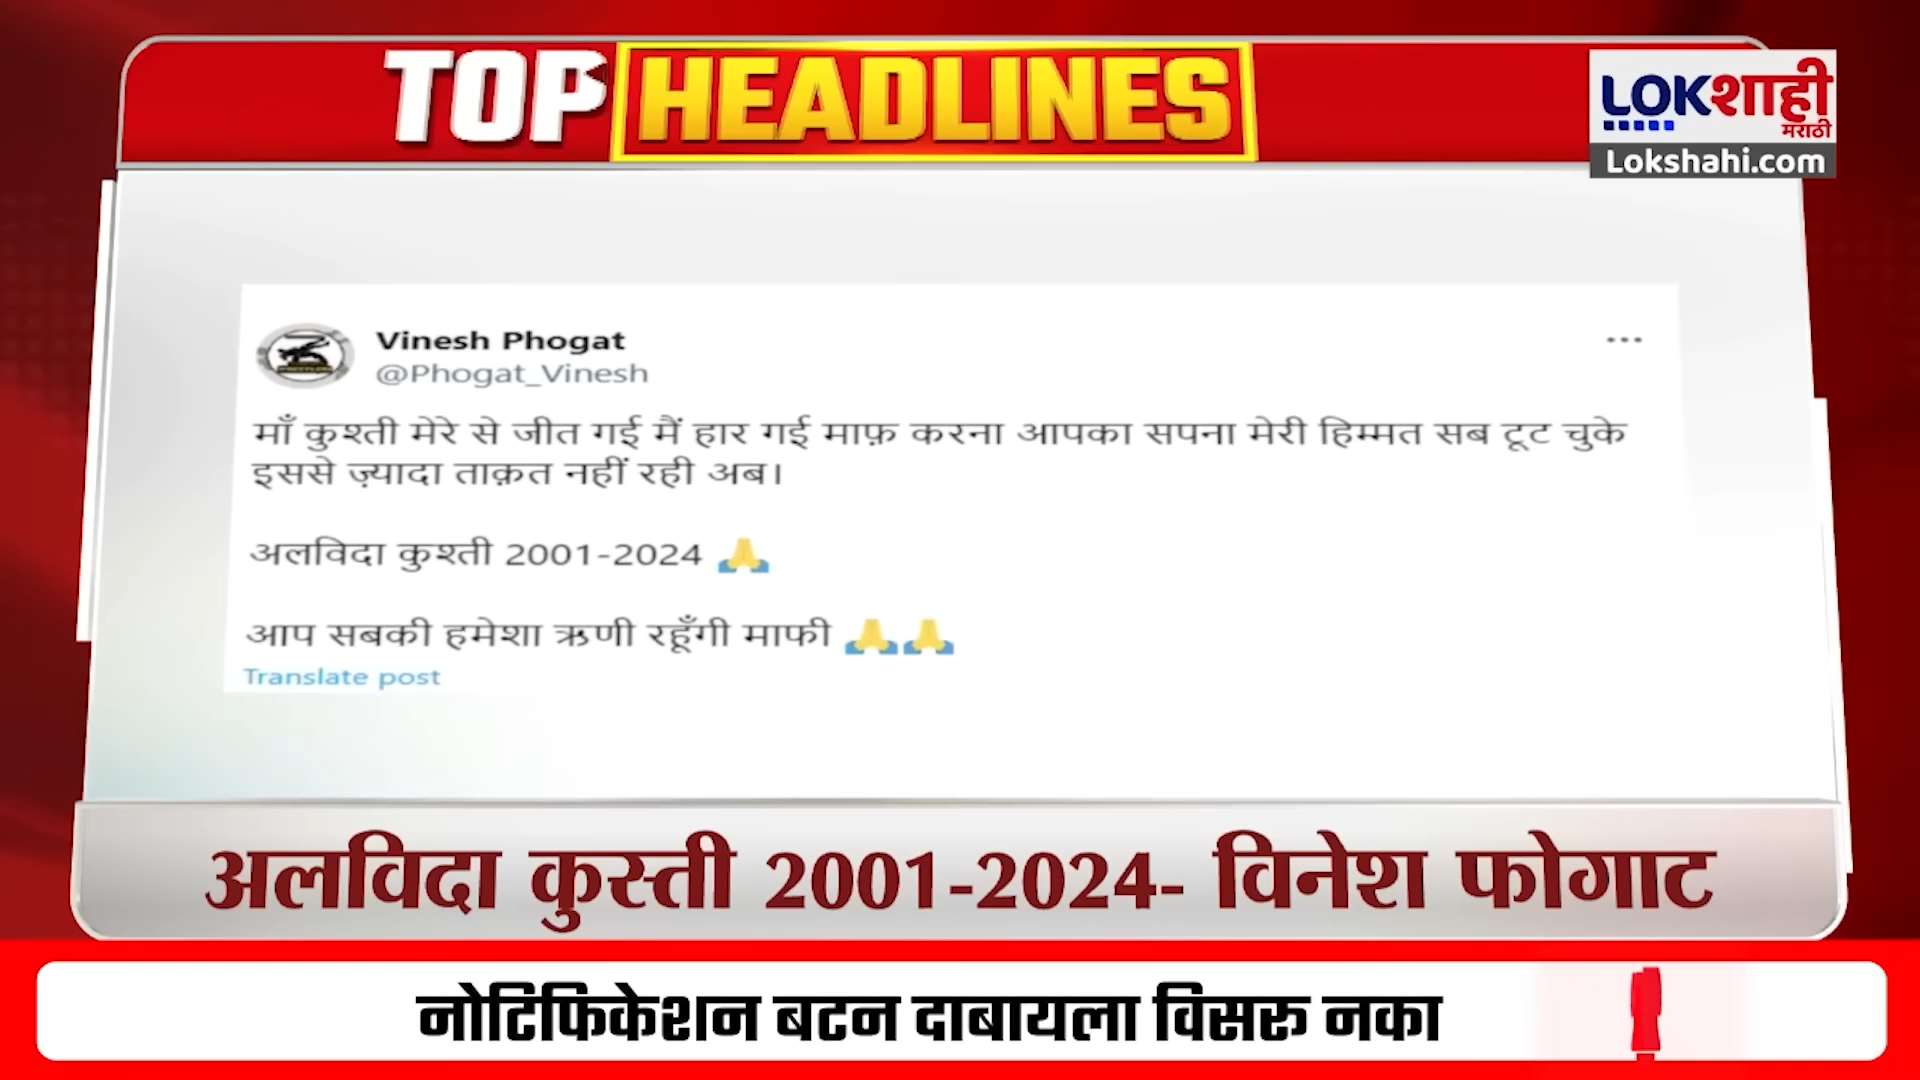 TOP HEADLINES
LOKशाही
मराठी
Lokshahi.com
Vinesh Phogat
@Phogat_Vinesh
माँ कुश्ती मेरे से जीत गई मैं हार गई माफ़ करना आपका सपना मेरी हिम्मत सब टूट चुके
इससे ज़्यादा ताक़त नहीं रही अब।
अलविदा कुश्ती 2001-2024 🙏
आप सबकी हमेशा ऋणी रहूँगी माफी 🙏🙏
Translate post
अलविदा कुस्ती 2001-2024- विनेश फोगाट
नोटिफिकेशन बटन दाबायला विसरू नका